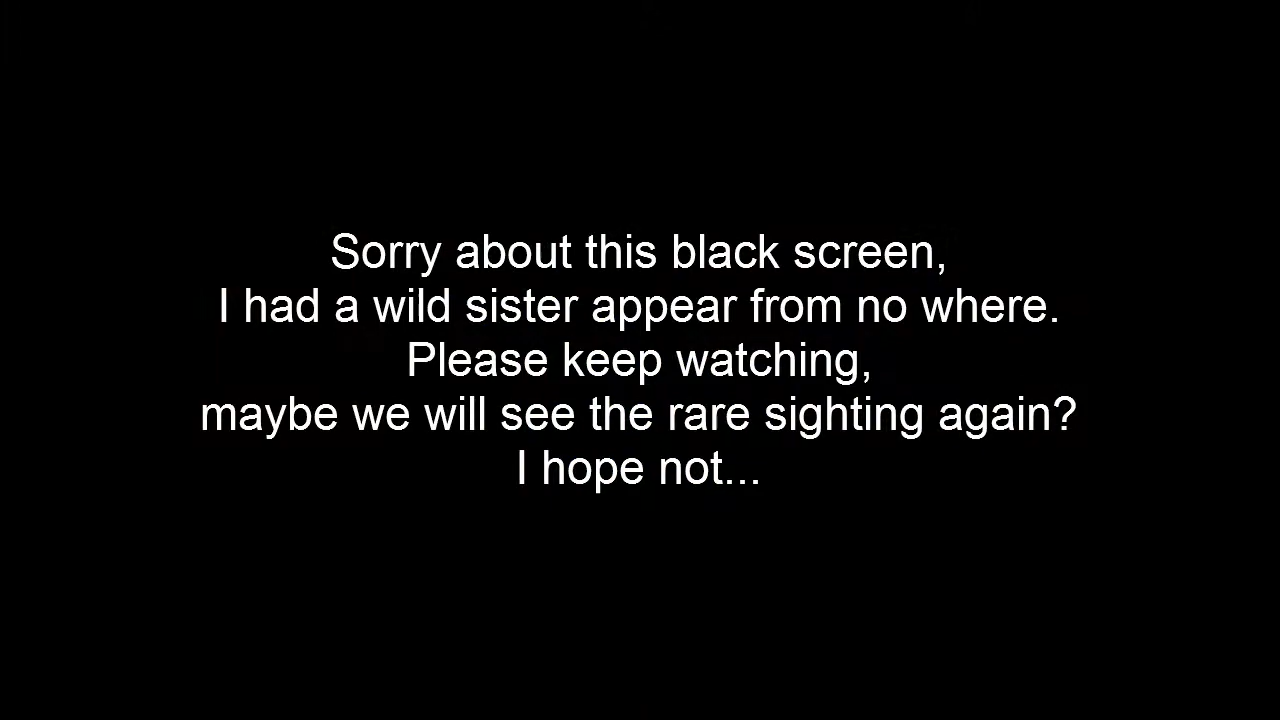 Sorry about this black screen,
I had a wild sister appear from no where.
Please keep watching,
maybe we will see the rare sighting again?
I hope not...